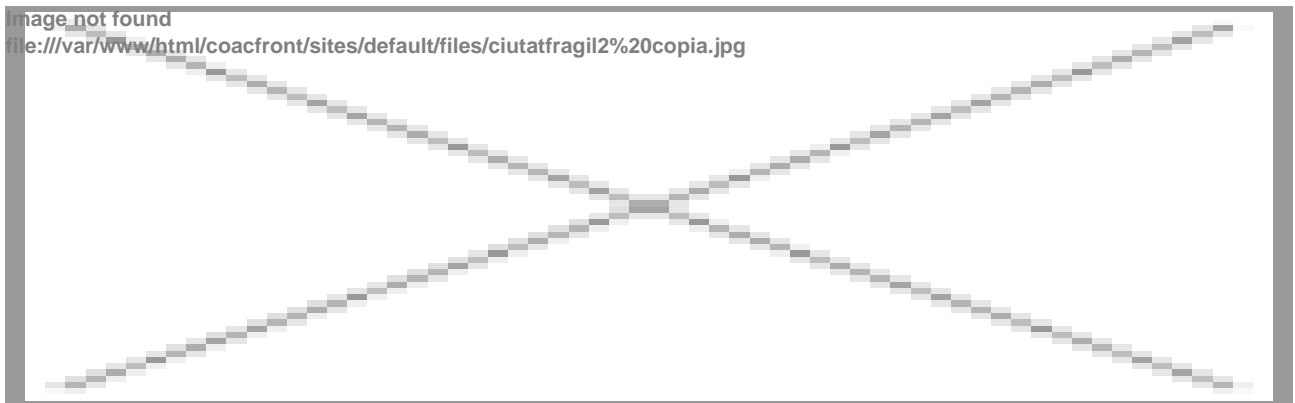 Image not found
file:///var/www/html/coacfront/sites/default/files/ciutatfragil2%20copia.jpg